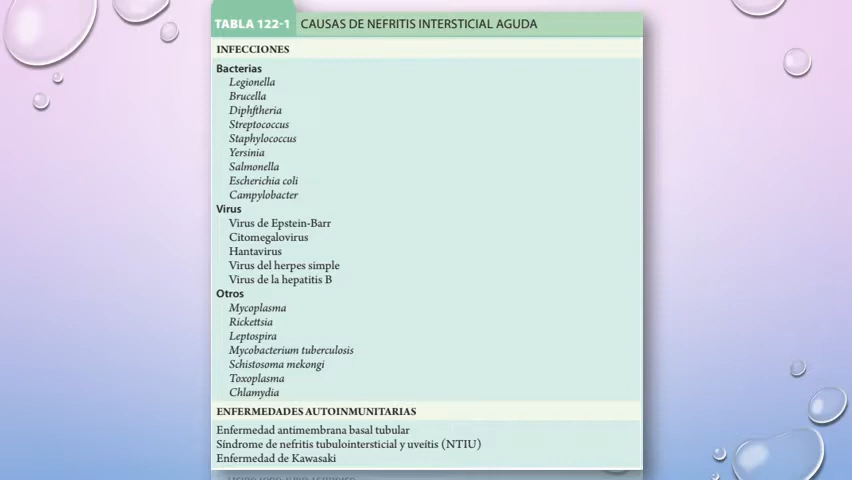 TABLA 122-1 CAUSAS DE NEFRITIS INTERSTICIAL AGUDA
INFECCIONES
Bacterias
Legionella
Brucella
Diphftheria
Streptococcus
Staphylococcus
Yersinia
Salmonella
Escherichia coli
Campylobacter
Virus
Virus de Epstein-Barr
Citomegalovirus
Hantavirus
Virus del herpes simple
Virus de la hepatitis B
Otros
Mycoplasma
Rickettsia
Leptospira
Mycobacterium tuberculosis
Schistosoma mekongi
Toxoplasma
Chlamydia
ENFERMEDADES AUTOINMUNITARIAS
Enfermedad antimembrana basal tubular
Síndrome de nefritis tubulointersticial y uveítis (NTIU)
Enfermedad de Kawasaki